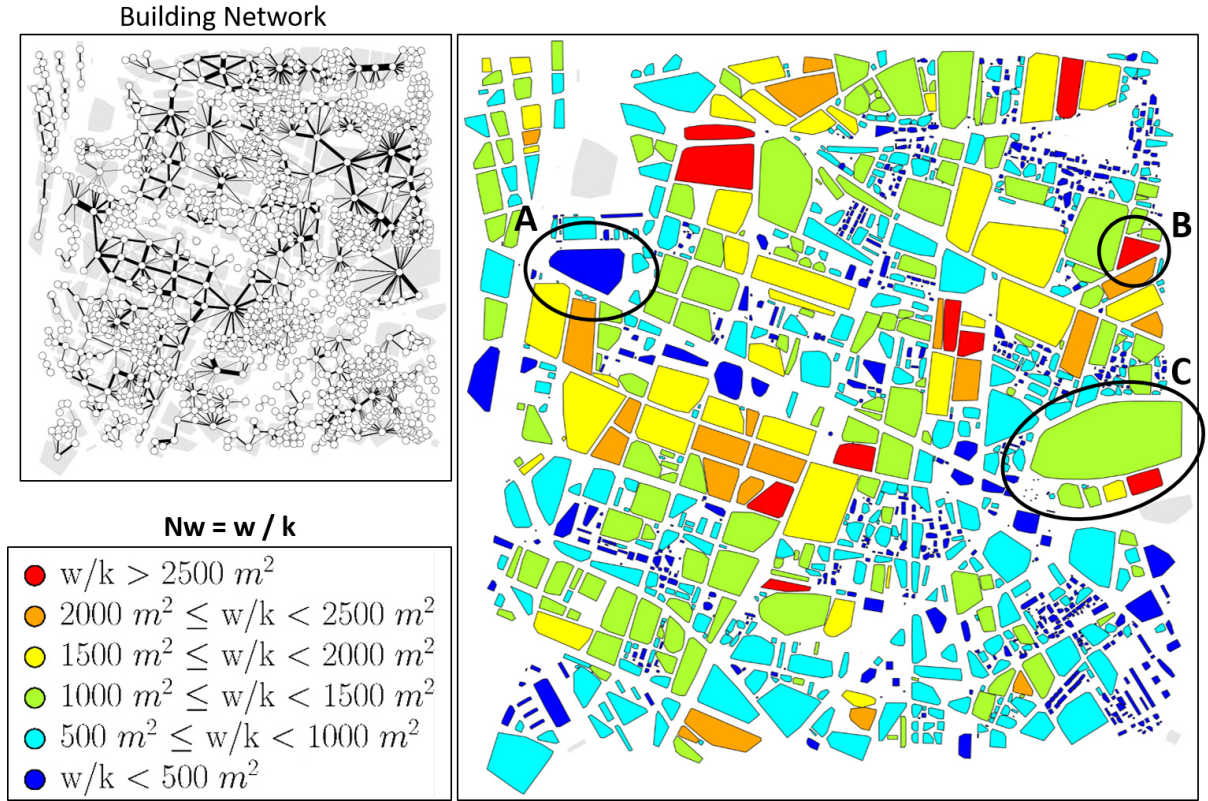 Building Network
A
B
C
Nw = w / k
w/k > 2500 m²
2000 m² ≤ w/k < 2500 m²
1500 m² ≤ w/k < 2000 m²
1000 m² ≤ w/k < 1500 m²
500 m² ≤ w/k < 1000 m²
w/k < 500 m²